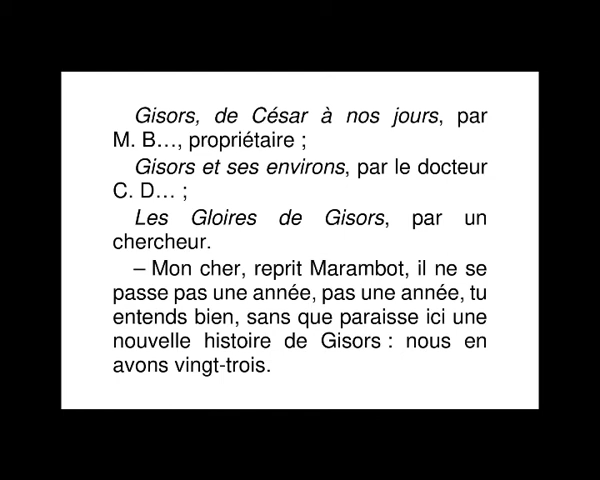 Gisors, de César à nos jours, par
M. B…, propriétaire ;
Gisors et ses environs, par le docteur
C. D… ;
Les Gloires de Gisors, par un
chercheur.
– Mon cher, reprit Marambot, il ne se
passe pas une année, pas une année, tu
entends bien, sans que paraisse ici une
nouvelle histoire de Gisors : nous en
avons vingt-trois.